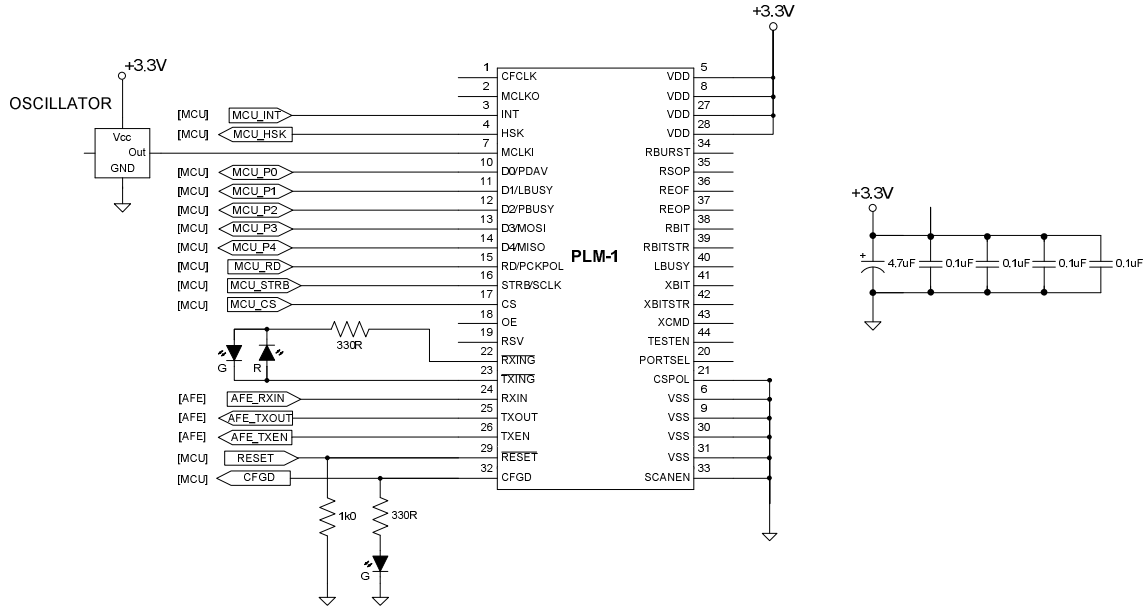 +3.3V
+3.3V
OSCILLATOR
Vcc
Out
GND
1 CFCLK
2 MCLKO
[MCU] MCU_INT 3 INT
[MCU] MCU_HSK 4 HSK
7 MCLKI
[MCU] MCU_P0 10 D0/PDAV
[MCU] MCU_P1 11 D1/LBUSY
[MCU] MCU_P2 12 D2/PBUSY
[MCU] MCU_P3 13 D3/MOSI
[MCU] MCU_P4 14 D4/MISO
[MCU] MCU_RD 15 RD/PCKPOL
[MCU] MCU_STRB 16 STRB/SCLK
[MCU] MCU_CS 17 CS
18 OE
19 RSV
330R
22 RXING
G R
23 TXING
[AFE] AFE_RXIN 24 RXIN
[AFE] AFE_TXOUT 25 TXOUT
[AFE] AFE_TXEN 26 TXEN
[MCU] RESET 29 RESET
[MCU] CFGD 32 CFGD
1k0
330R
G
PLM-1
VDD 5
VDD 8
VDD 27
VDD 28
RBURST 34
RSOP 35
REOF 36
REOP 37
RBIT 38
RBITSTR 39
LBUSY 40
XBIT 41
XBITSTR 42
XCMD 43
TESTEN 44
PORTSEL 20
CSPOL 21
VSS 6
VSS 9
VSS 30
VSS 31
SCANEN 33
+3.3V
+ 4.7uF 0.1uF 0.1uF 0.1uF 0.1uF